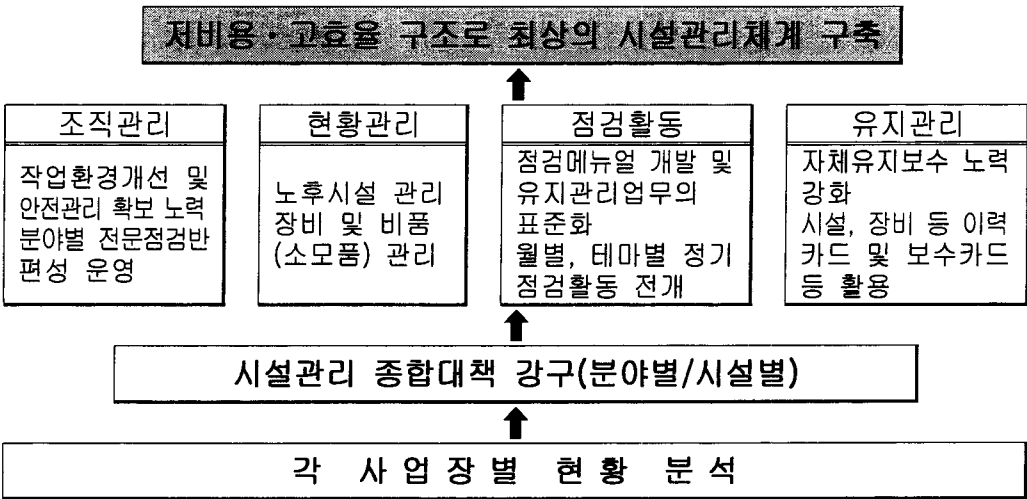 저비용·고효율 구조로 최상의 시설관리체계 구축
조직관리
작업환경개선 및
안전관리 확보 노력
분야별 전문점검반
편성 운영
현황관리
노후시설 관리
장비 및 비품
(소모품) 관리
점검활동
점검메뉴얼 개발 및
유지관리업무의
표준화
월별, 테마별 정기
점검활동 전개
유지관리
자체유지보수 노력
강화
시설, 장비 등 이력
카드 및 보수카드
등 활용
시설관리 종합대책 강구(분야별/시설별)
각 사업장별 현황 분석